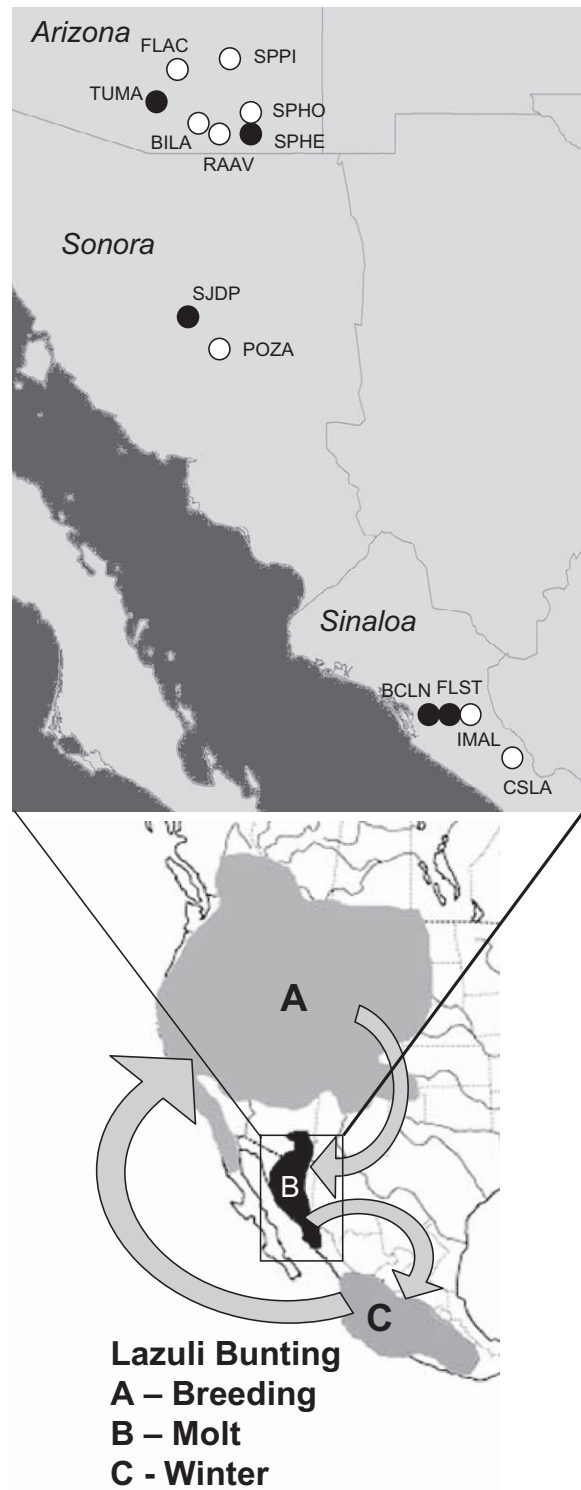 Arizona
FLAC
SPPI
TUMA
SPHO
BILA
SPHE
RAAV
Sonora
SJDP
POZA
Sinaloa
BCLN FLST
IMAL
CSLA
A
B
C
Lazuli Bunting
A – Breeding
B – Molt
C - Winter